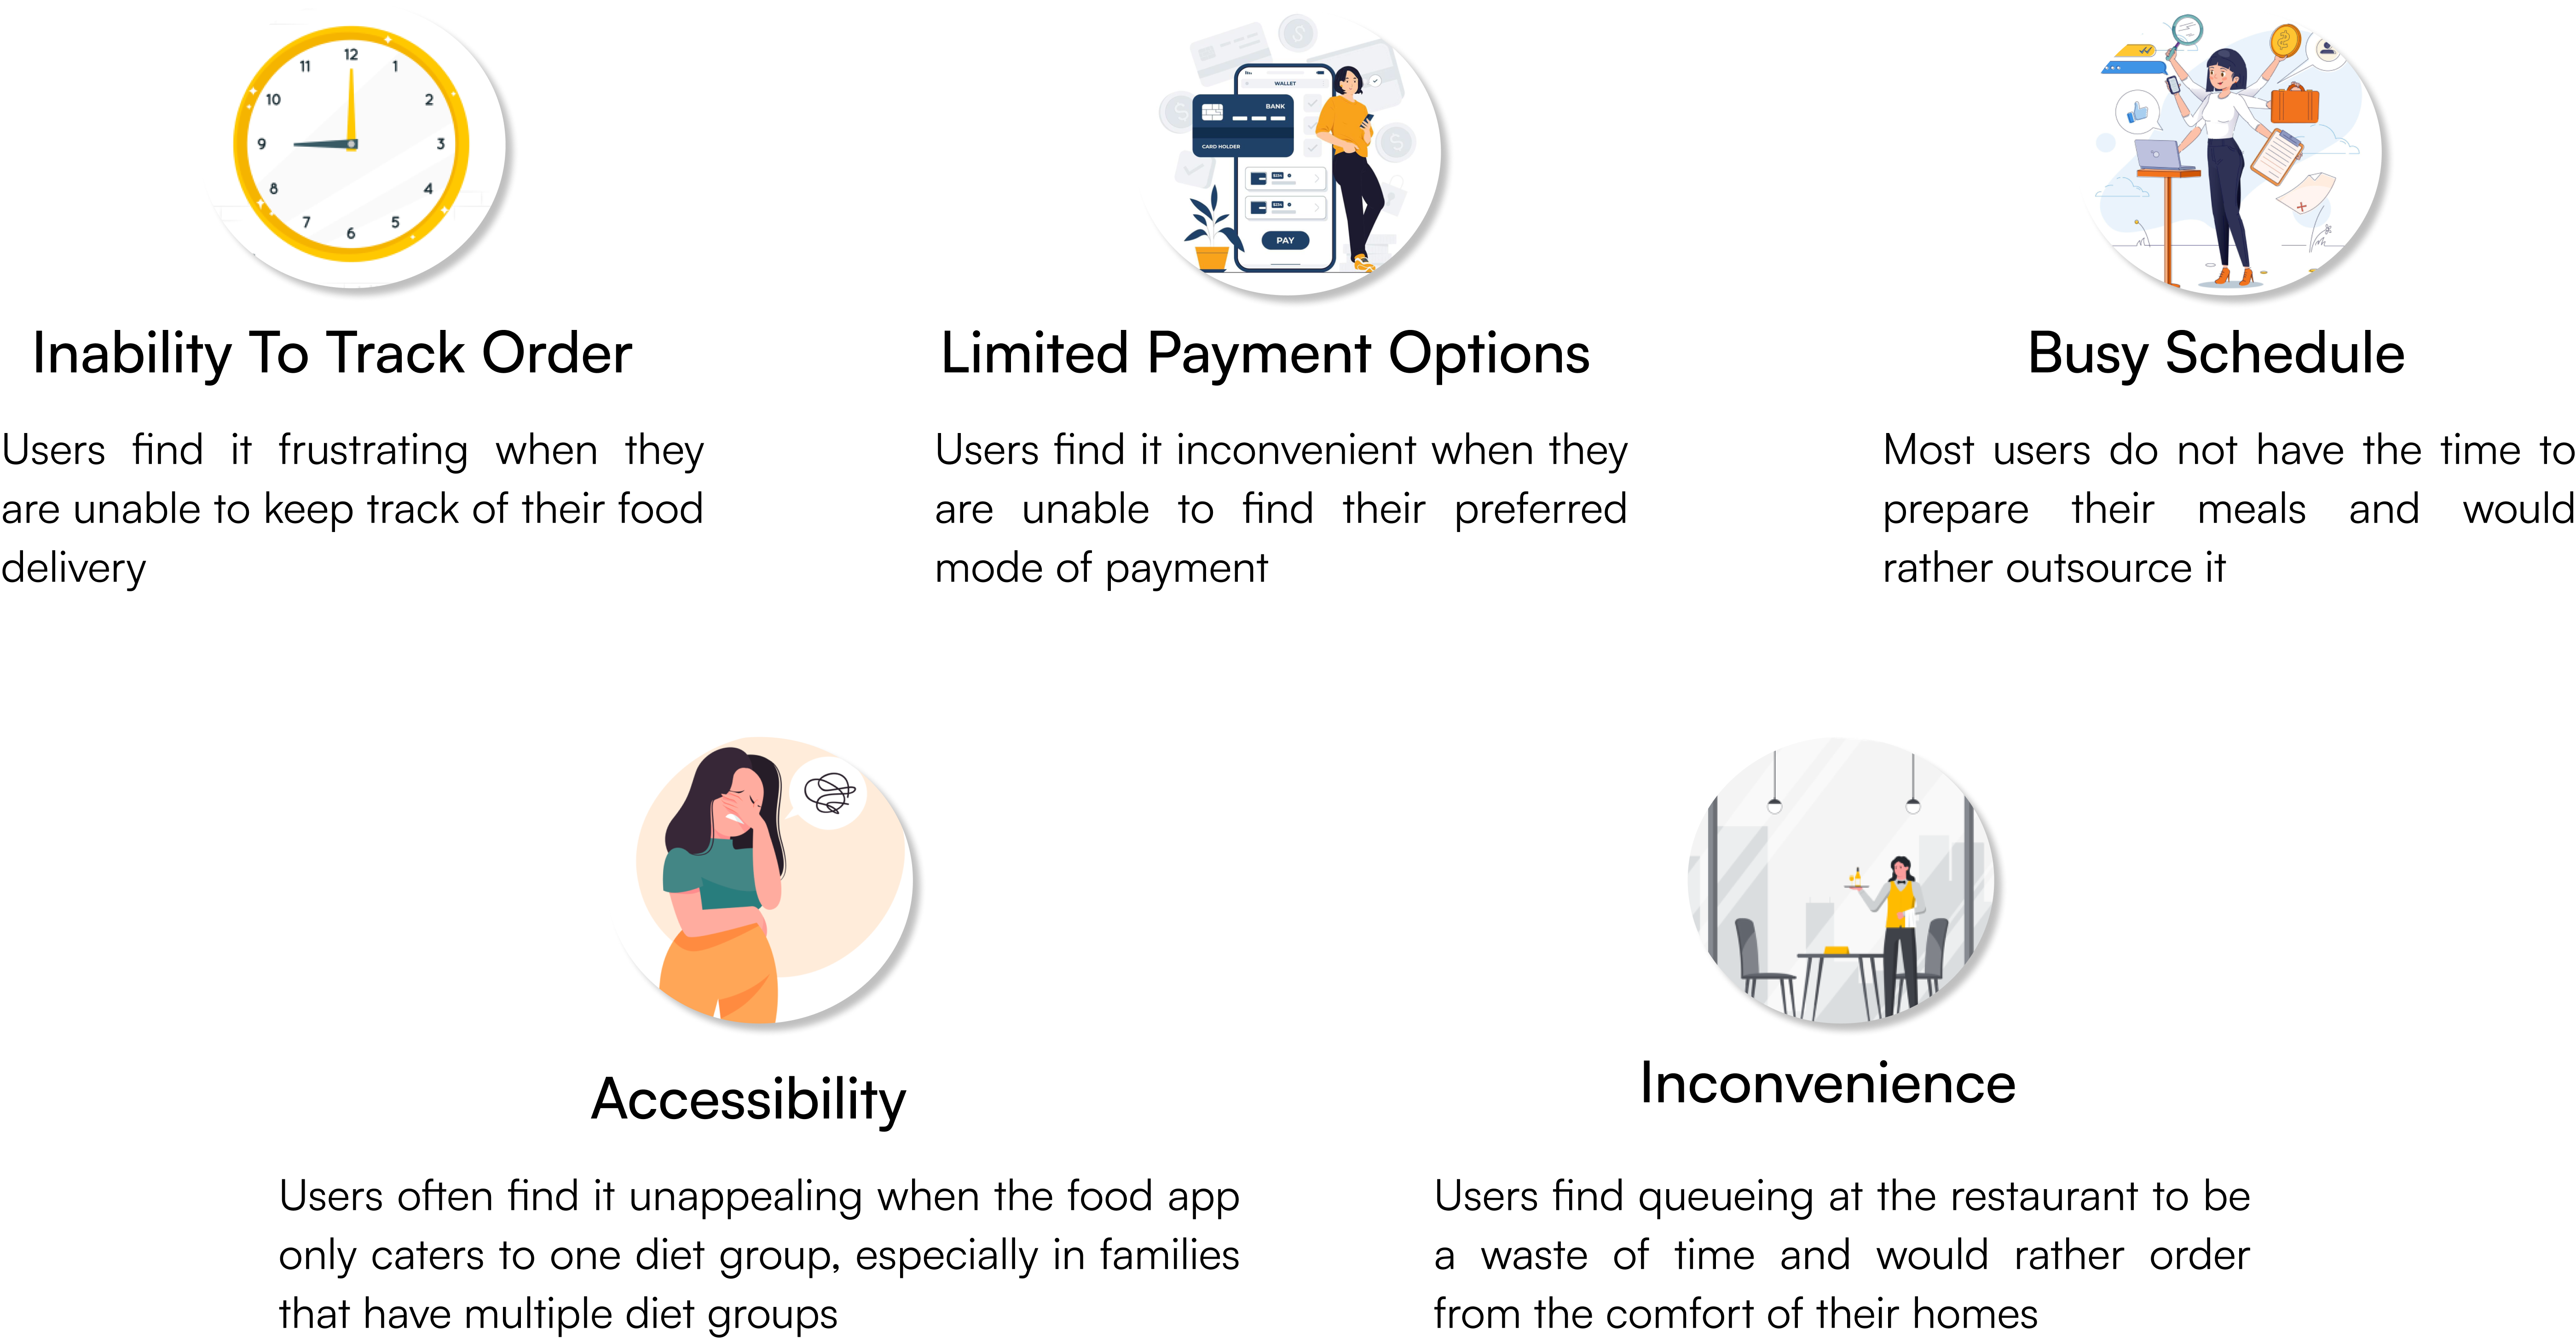 12
11
1
10
2
9
3
8
4
7
5
6
WALLET
BANK
CARD HOLDER
PAY
Inability To Track Order
Users find it frustrating when they
are unable to keep track of their food
delivery
Limited Payment Options
Users find it inconvenient when they
are unable to find their preferred
mode of payment
Busy Schedule
Most users do not have the time to
prepare their meals and would
rather outsource it
Accessibility
Users often find it unappealing when the food app
only caters to one diet group, especially in families
that have multiple diet groups
Inconvenience
Users find queueing at the restaurant to be
a waste of time and would rather order
from the comfort of their homes